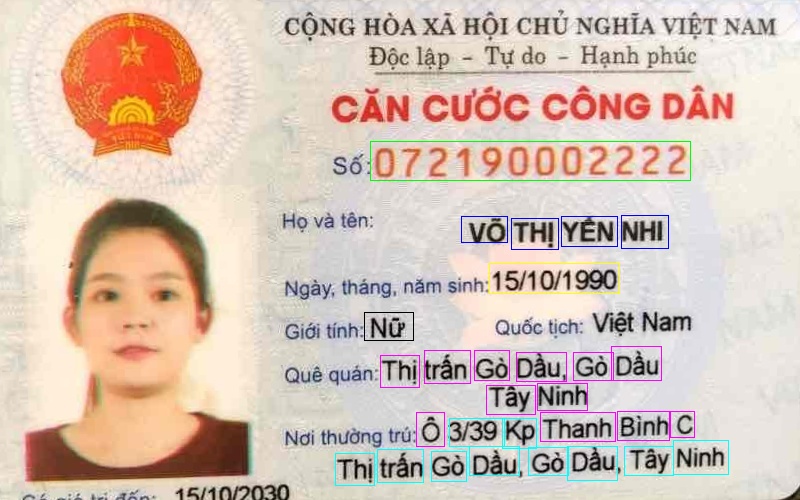 CỘNG HÒA XÃ HỘI CHỦ NGHĨA VIỆT NAM
Độc lập - Tự do - Hạnh phúc
CĂN CƯỚC CÔNG DÂN
Số: 072190002222
Họ và tên: VÕ THỊ YẾN NHI
Ngày, tháng, năm sinh: 15/10/1990
Giới tính: Nữ Quốc tịch: Việt Nam
Quê quán: Thị trấn Gò Dầu, Gò Dầu
Tây Ninh
Nơi thường trú: Ô 3/39 Kp Thanh Bình C
Thị trấn Gò Dầu, Gò Dầu, Tây Ninh
Có giá trị đến: 15/10/2030